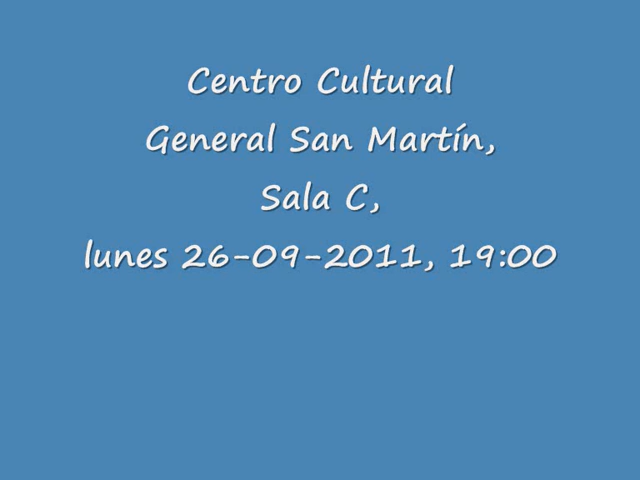 Centro Cultural
General San Martín,
Sala C,
lunes 26-09-2011, 19:00